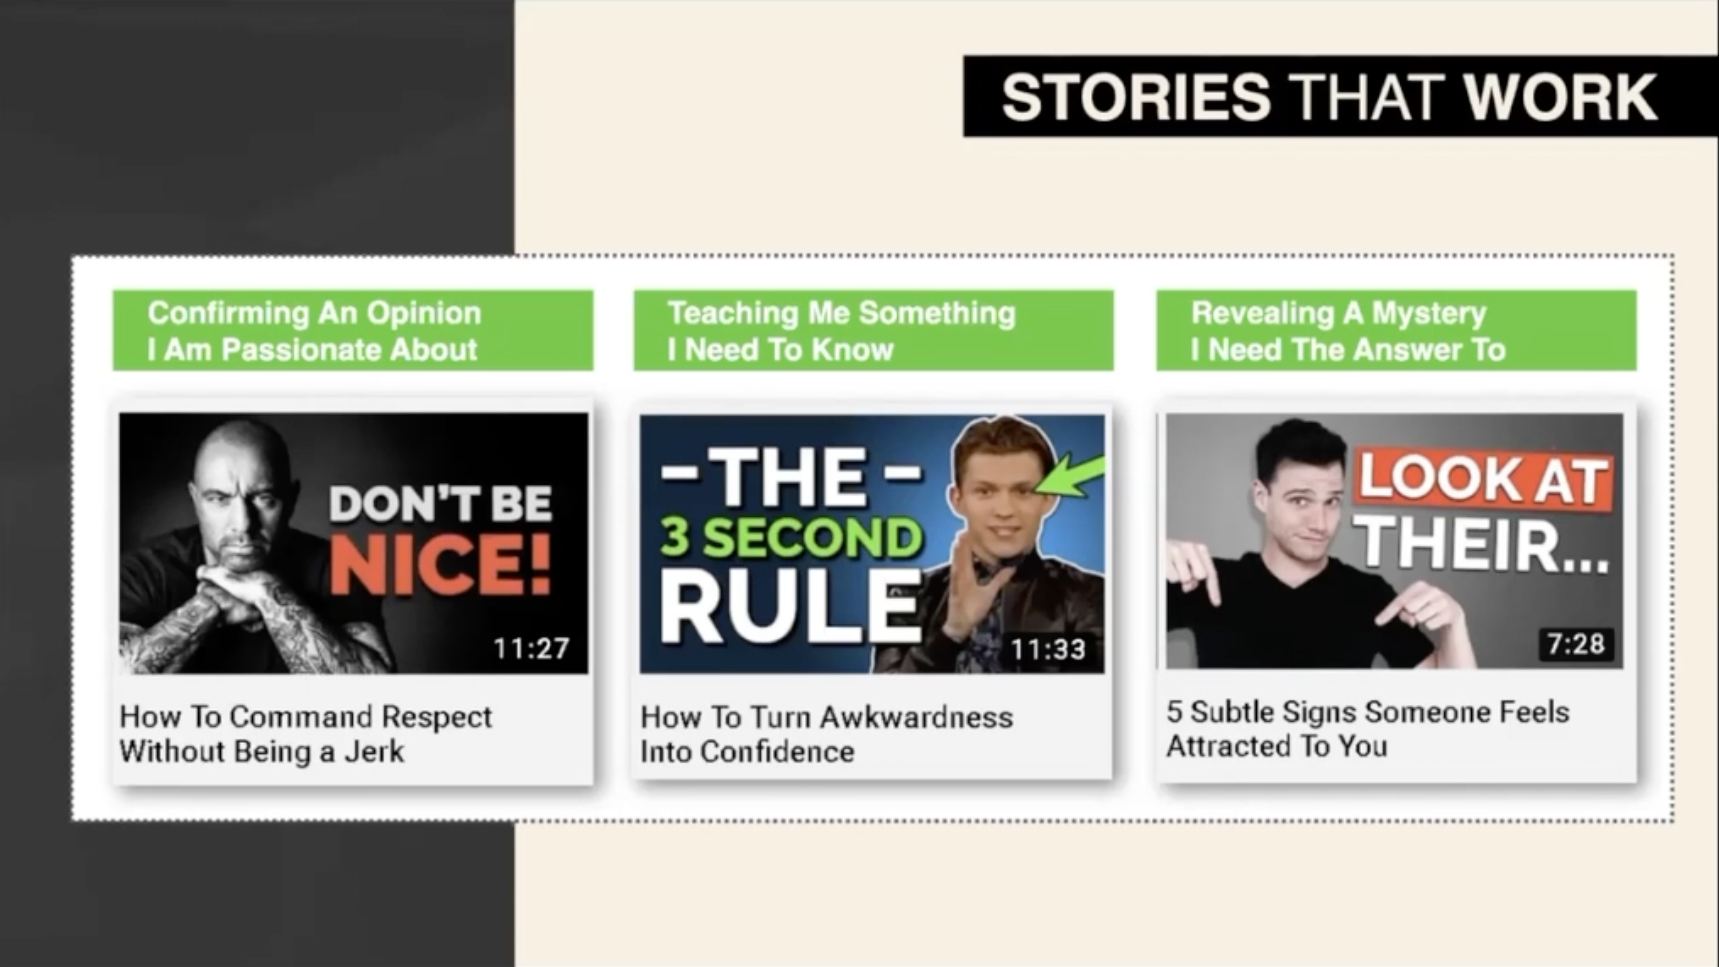 STORIES THAT WORK
Confirming An Opinion
I Am Passionate About
DON'T BE
NICE!
11:27
How To Command Respect
Without Being a Jerk
Teaching Me Something
I Need To Know
- THE -
3 SECOND
RULE
11:33
How To Turn Awkwardness
Into Confidence
Revealing A Mystery
I Need The Answer To
LOOK AT
THEIR...
7:28
5 Subtle Signs Someone Feels
Attracted To You